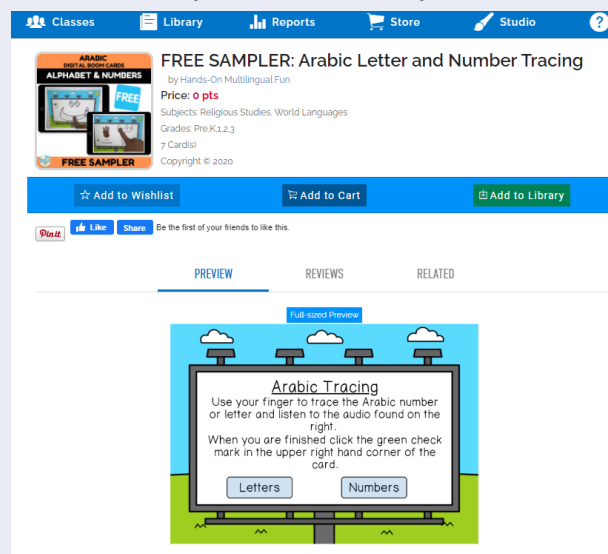 Classes
Library
Reports
Store
Studio
?
ARABIC
DIGITAL BOOM CARDS
ALPHABET & NUMBERS
FREE
FREE SAMPLER
FREE SAMPLER: Arabic Letter and Number Tracing
by Hands-On Multilingual Fun
Price: 0 pts
Subjects: Religious Studies, World Languages
Grades: Pre,K,1,2,3
7 Card(s)
Copyright © 2020
Add to Wishlist
Add to Cart
Add to Library
Pin it
Like
Share
Be the first of your friends to like this.
PREVIEW
REVIEWS
RELATED
Full-sized Preview
Arabic Tracing
Use your finger to trace the Arabic number
or letter and listen to the audio found on the
right.
When you are finished click the green check
mark in the upper right hand corner of the
card.
Letters
Numbers